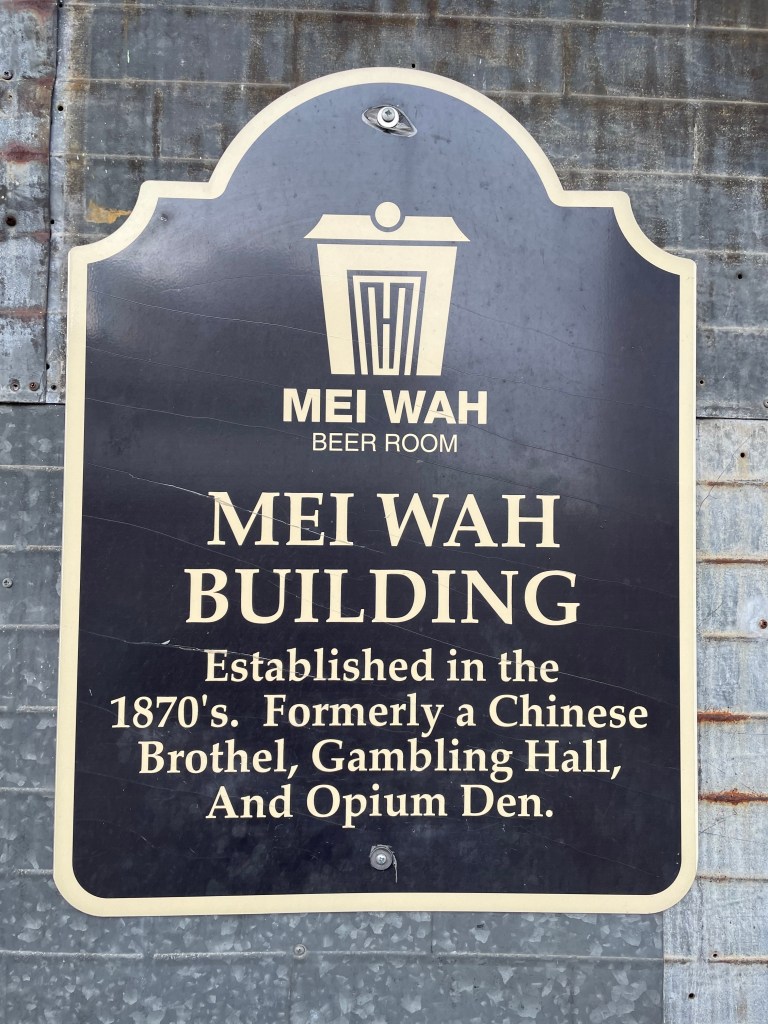 MEI WAH
BEER ROOM
MEI WAH
BUILDING
Established in the
1870's.  Formerly a Chinese
Brothel, Gambling Hall,
And Opium Den.